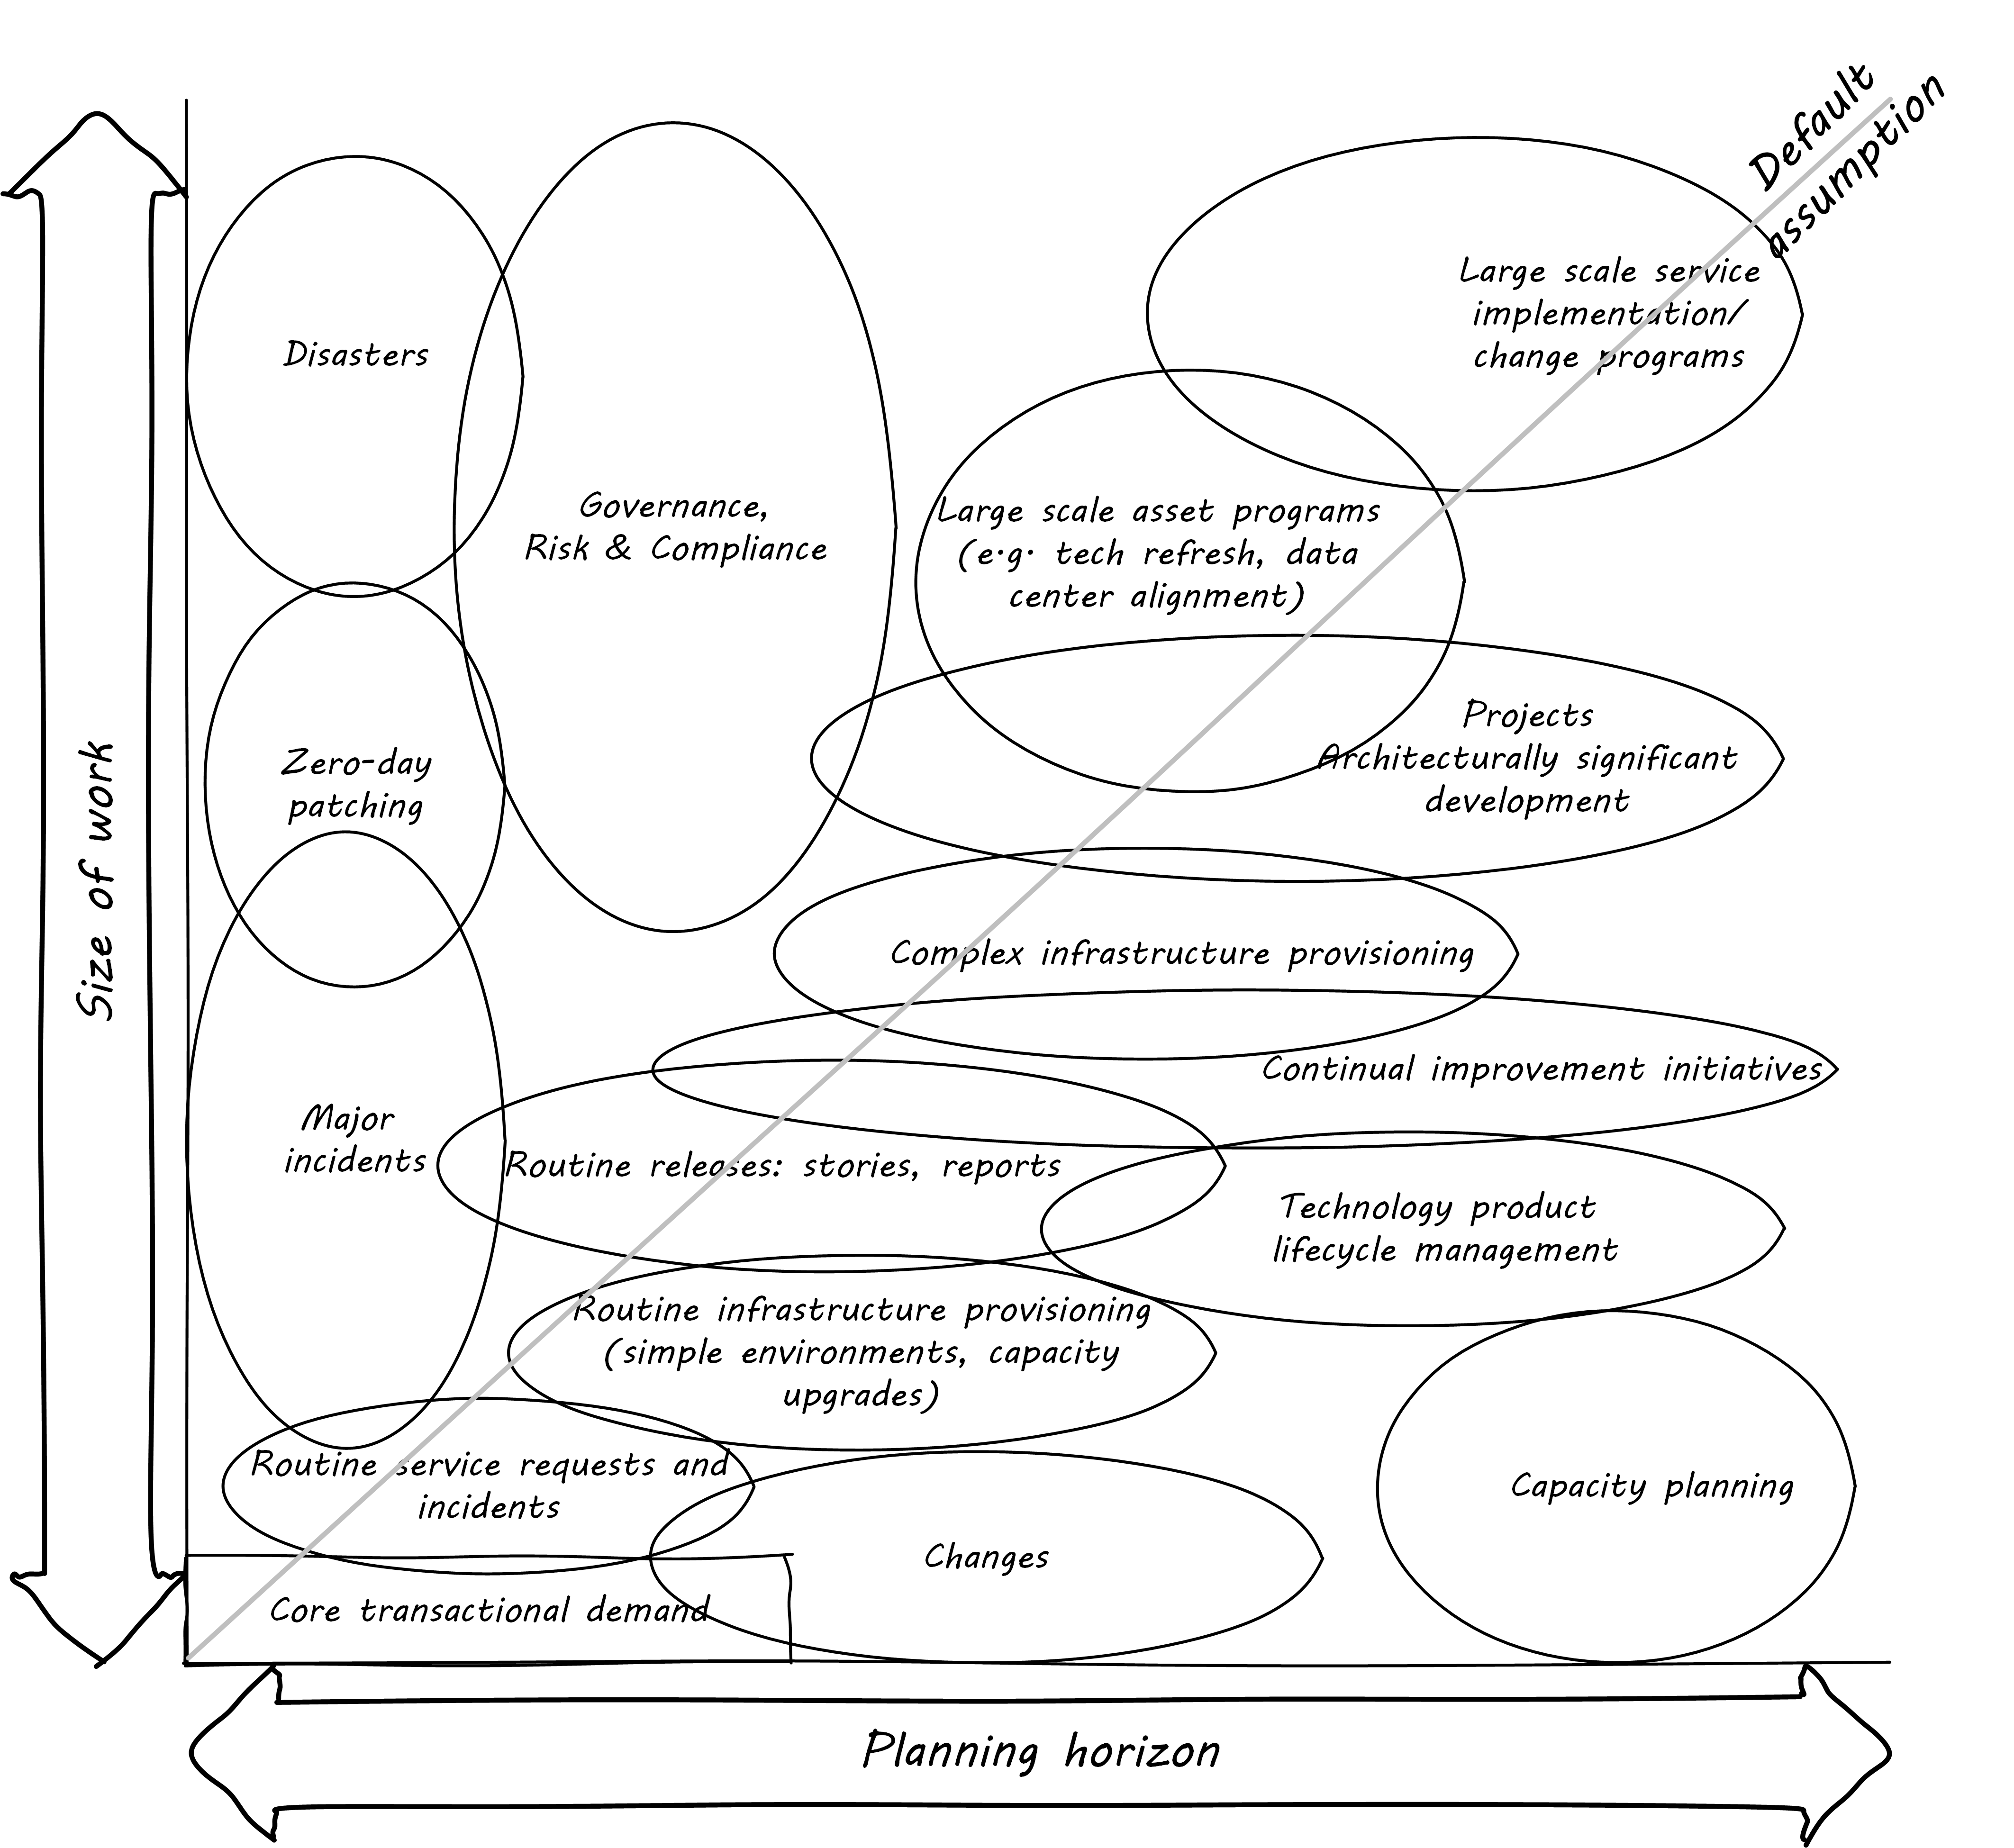 Default
assumption
Large scale service
implementation/
change programs
Disasters
Governance,
Risk & Compliance
Large scale asset programs
(e.g. tech refresh, data
center alignment)
Projects
Architecturally significant
development
Zero-day
patching
Size of work
Complex infrastructure provisioning
Continual improvement initiatives
Major
incidents
Routine releases: stories, reports
Technology product
lifecycle management
Routine infrastructure provisioning
(simple environments, capacity
upgrades)
Routine service requests and
incidents
Capacity planning
Changes
Core transactional demand
Planning horizon